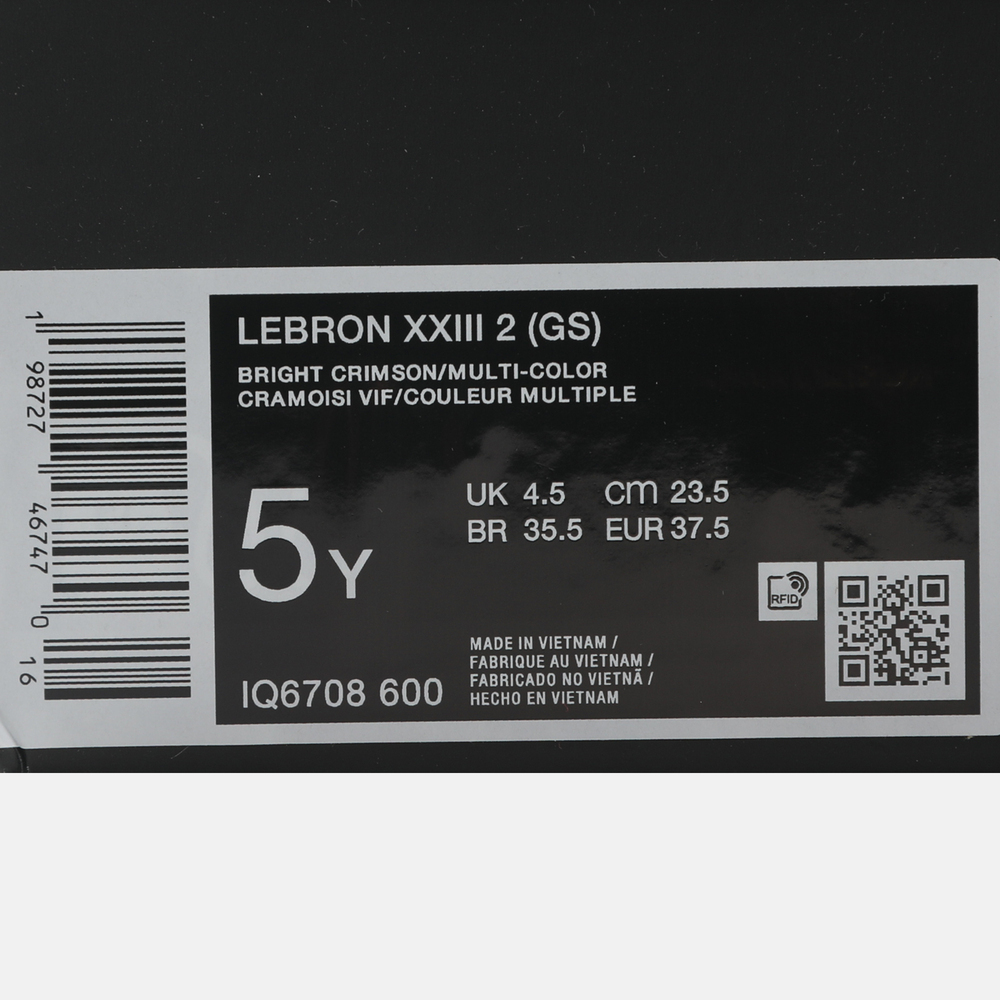 LEBRON XXIII 2 (GS)
BRIGHT CRIMSON/MULTI-COLOR
CRAMOISI VIF/COULEUR MULTIPLE
5Y
UK 4.5 cm 23.5
BR 35.5 EUR 37.5
RFID
MADE IN VIETNAM /
FABRIQUE AU VIETNAM /
FABRICADO NO VIETNÃ /
HECHO EN VIETNAM
IQ6708 600
1 98727 46747 0 16